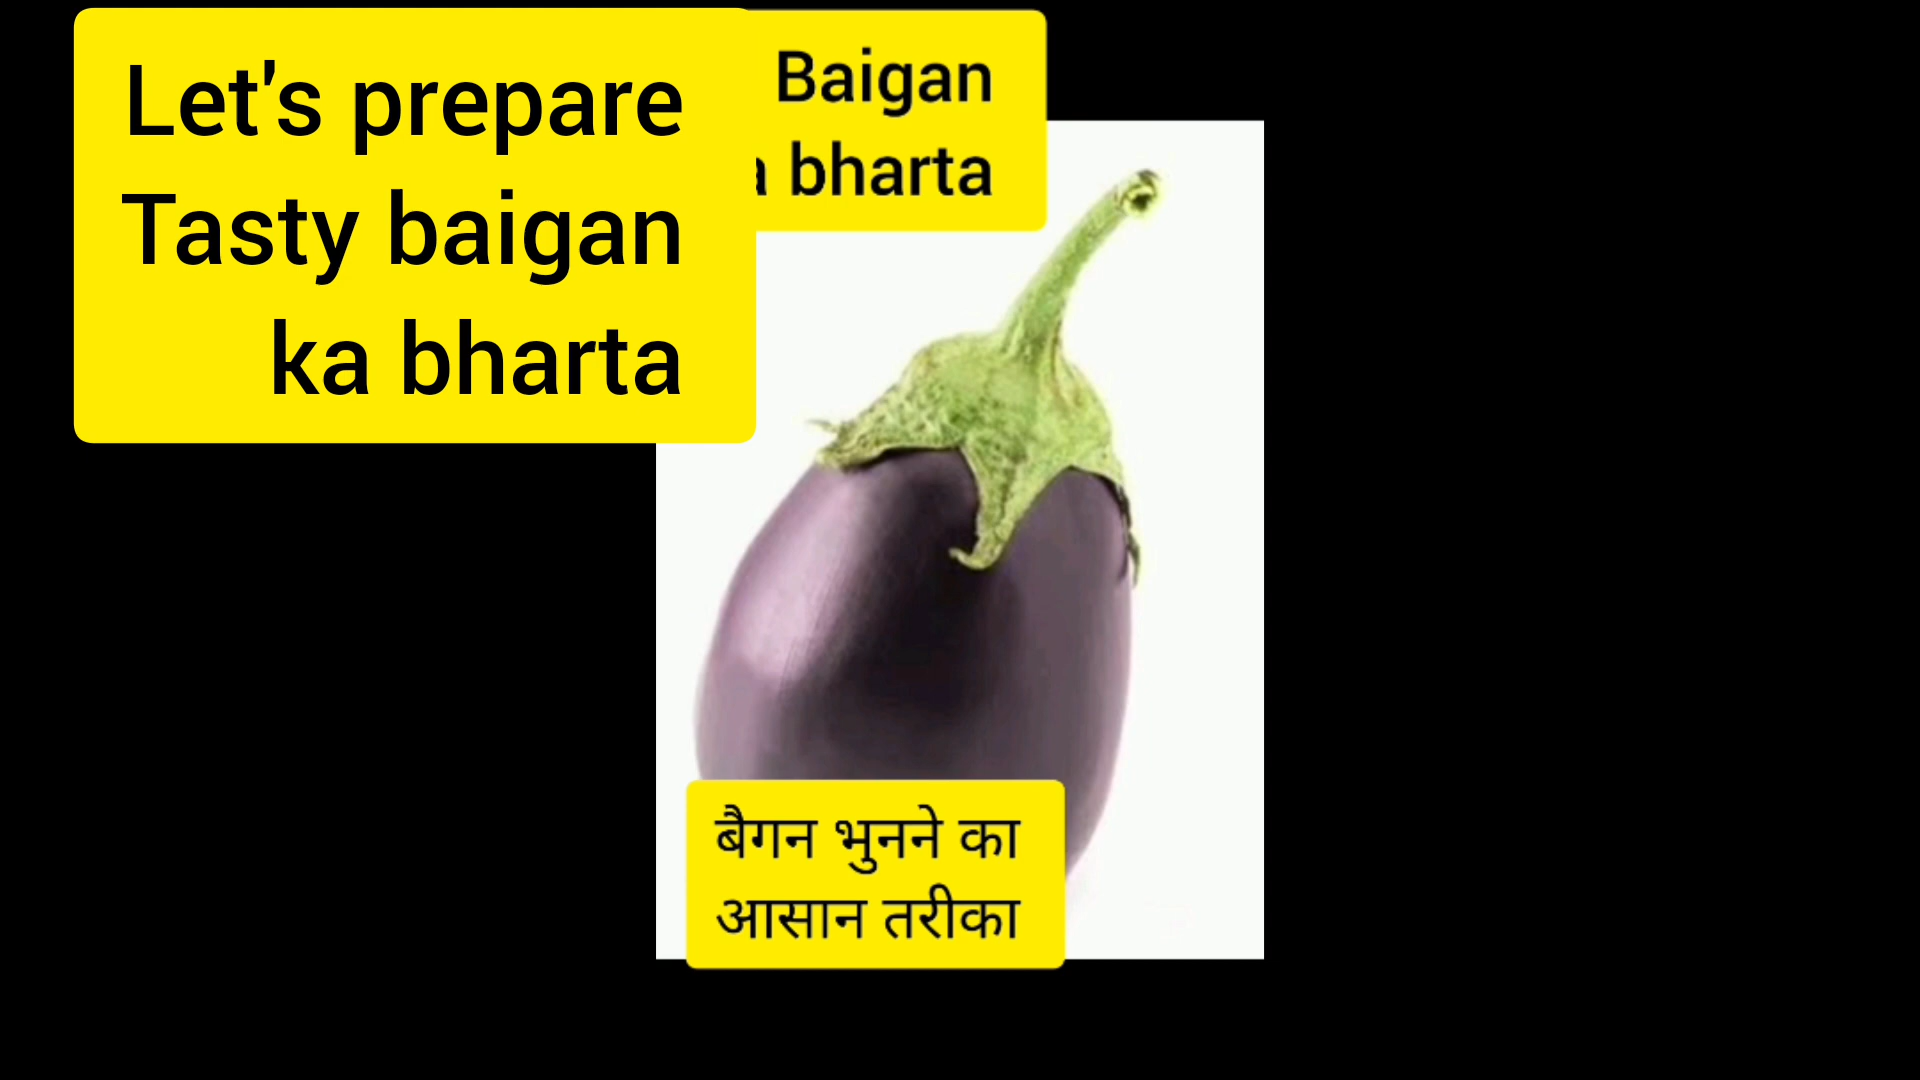 Let's prepare
Tasty baigan
ka bharta
Baigan
bharta
बैगन भुनने का
आसान तरीका